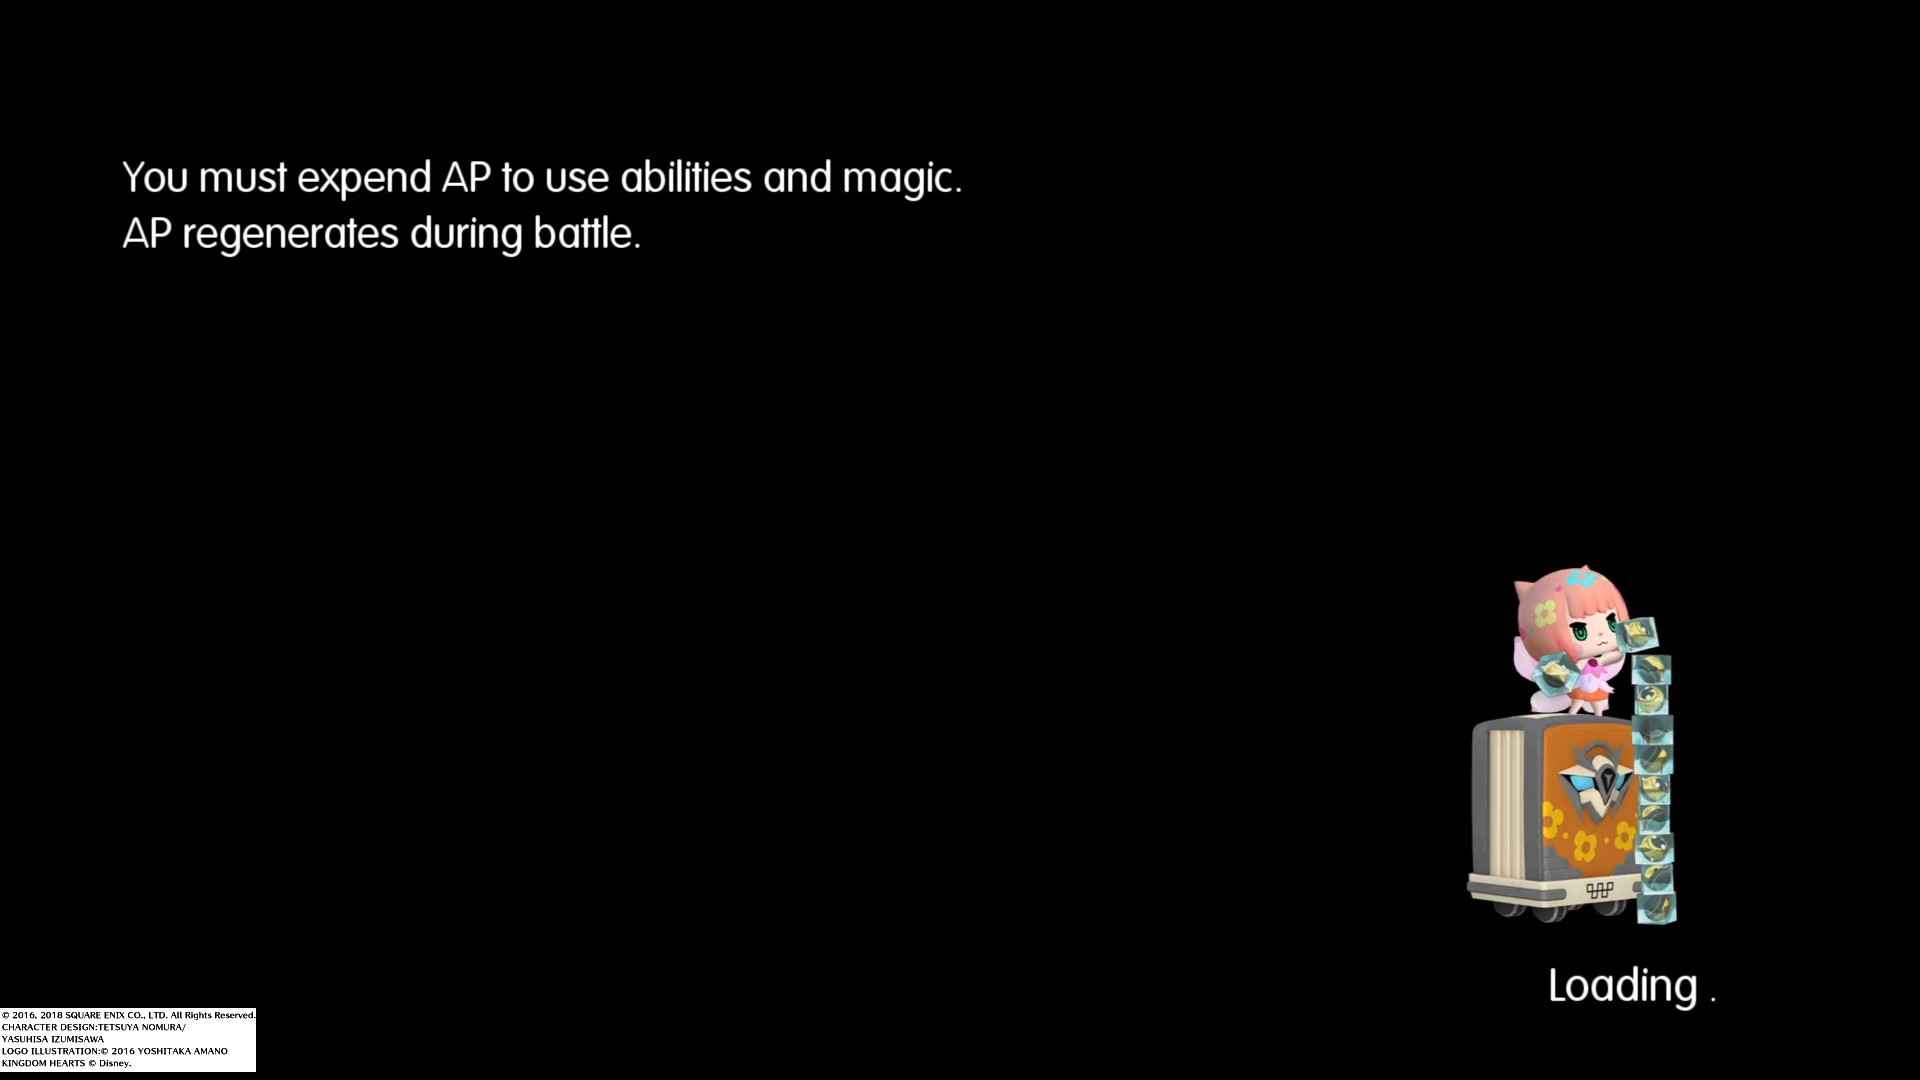 You must expend AP to use abilities and magic.
AP regenerates during battle.
Loading .
© 2016, 2018 SQUARE ENIX CO., LTD. All Rights Reserved.
CHARACTER DESIGN:TETSUYA NOMURA/
YASUHISA IZUMISAWA
LOGO ILLUSTRATION:© 2016 YOSHITAKA AMANO
KINGDOM HEARTS © Disney.